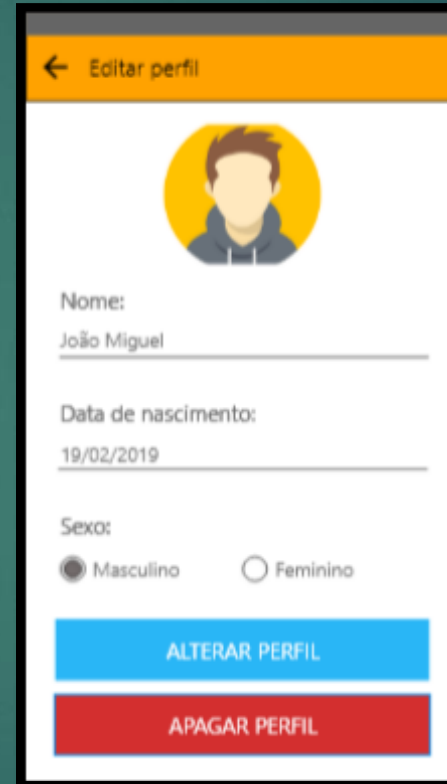 Editar perfil
Nome:
João Miguel
Data de nascimento:
19/02/2019
Sexo:
Masculino Feminino
ALTERAR PERFIL
APAGAR PERFIL